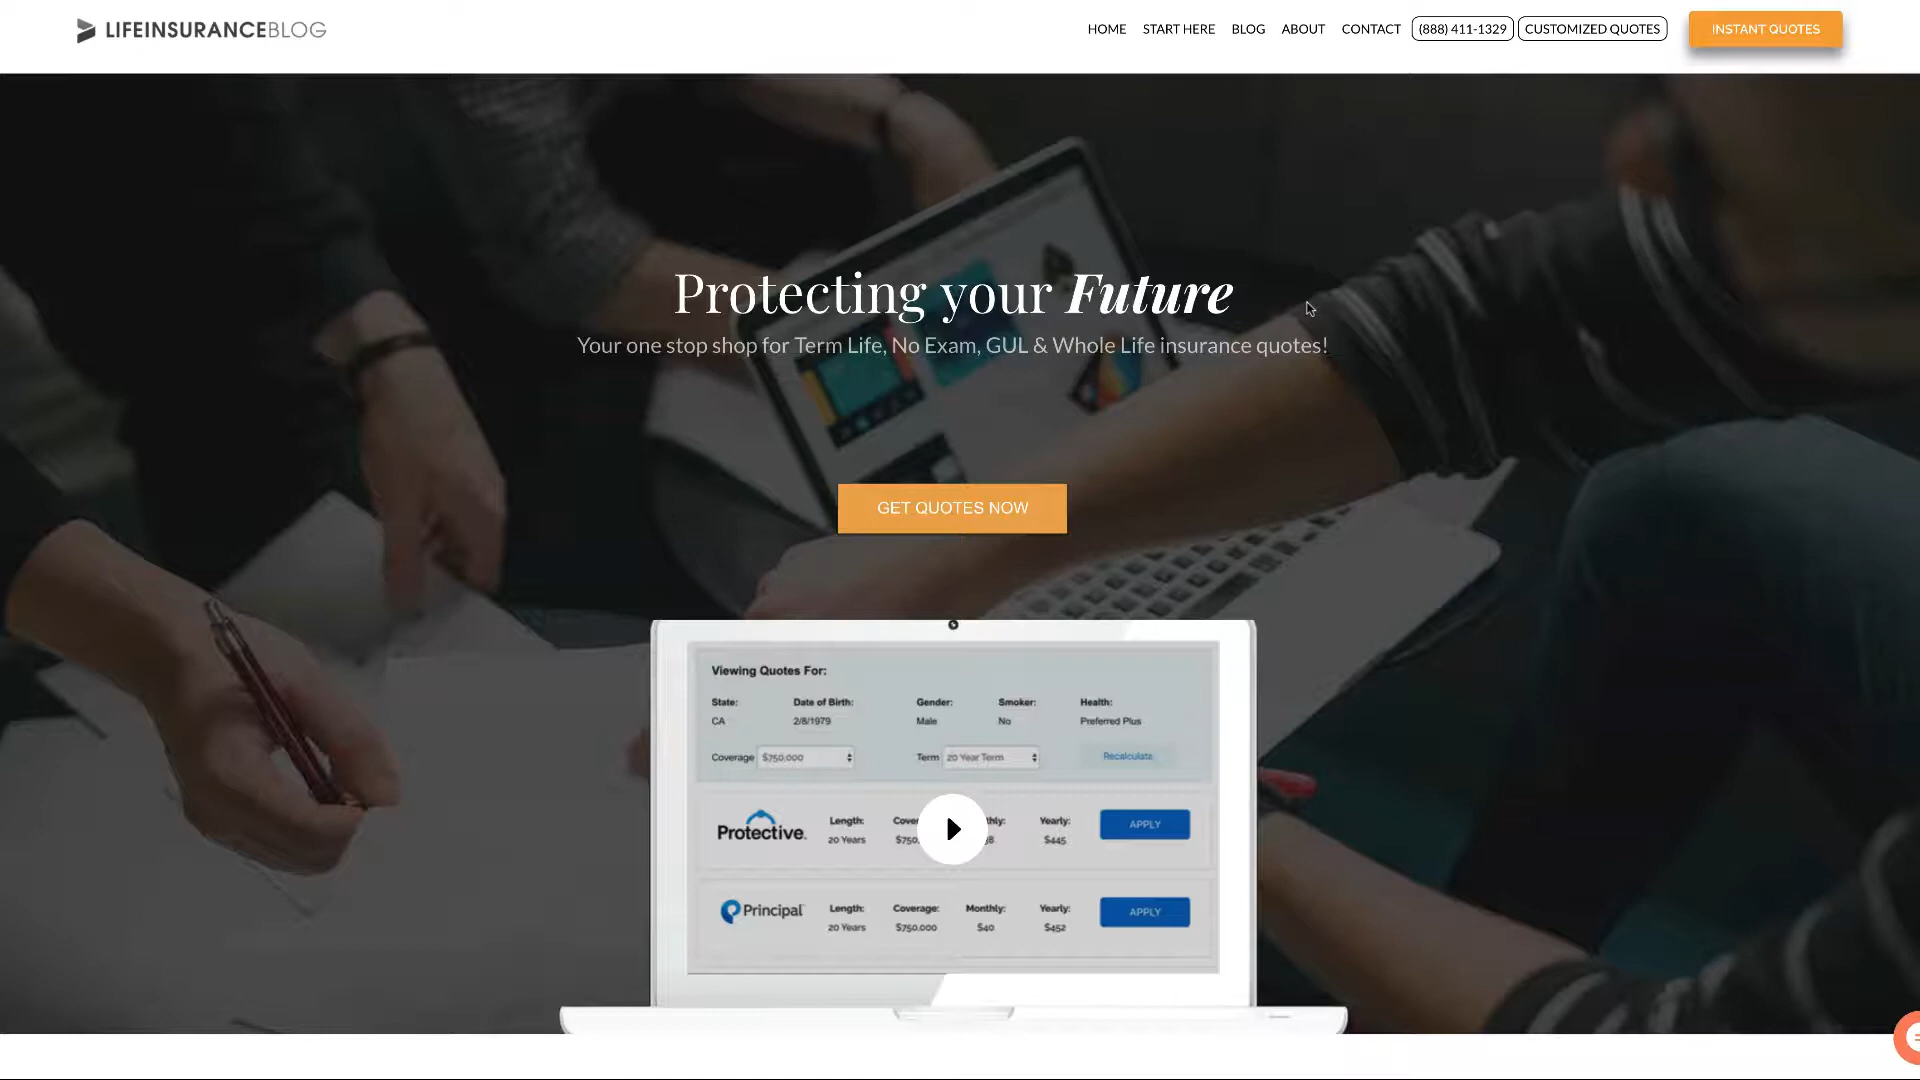 LIFEINSURANCEBLOG
HOME START HERE BLOG ABOUT CONTACT (888) 411-1329 CUSTOMIZED QUOTES INSTANT QUOTES
Protecting your Future
Your one stop shop for Term Life, No Exam, GUL & Whole Life insurance quotes!
GET QUOTES NOW
Viewing Quotes For:
State: Date of Birth: Gender: Smoker: Health:
CA 2/8/1979 Male No Preferred Plus
Coverage $750,000 Term 20 Year Term Recalculate
Protective. Length: Yearly: APPLY
20 Years $445
Principal Length: Coverage: Monthly: Yearly: APPLY
20 Years $750,000 $40 $452